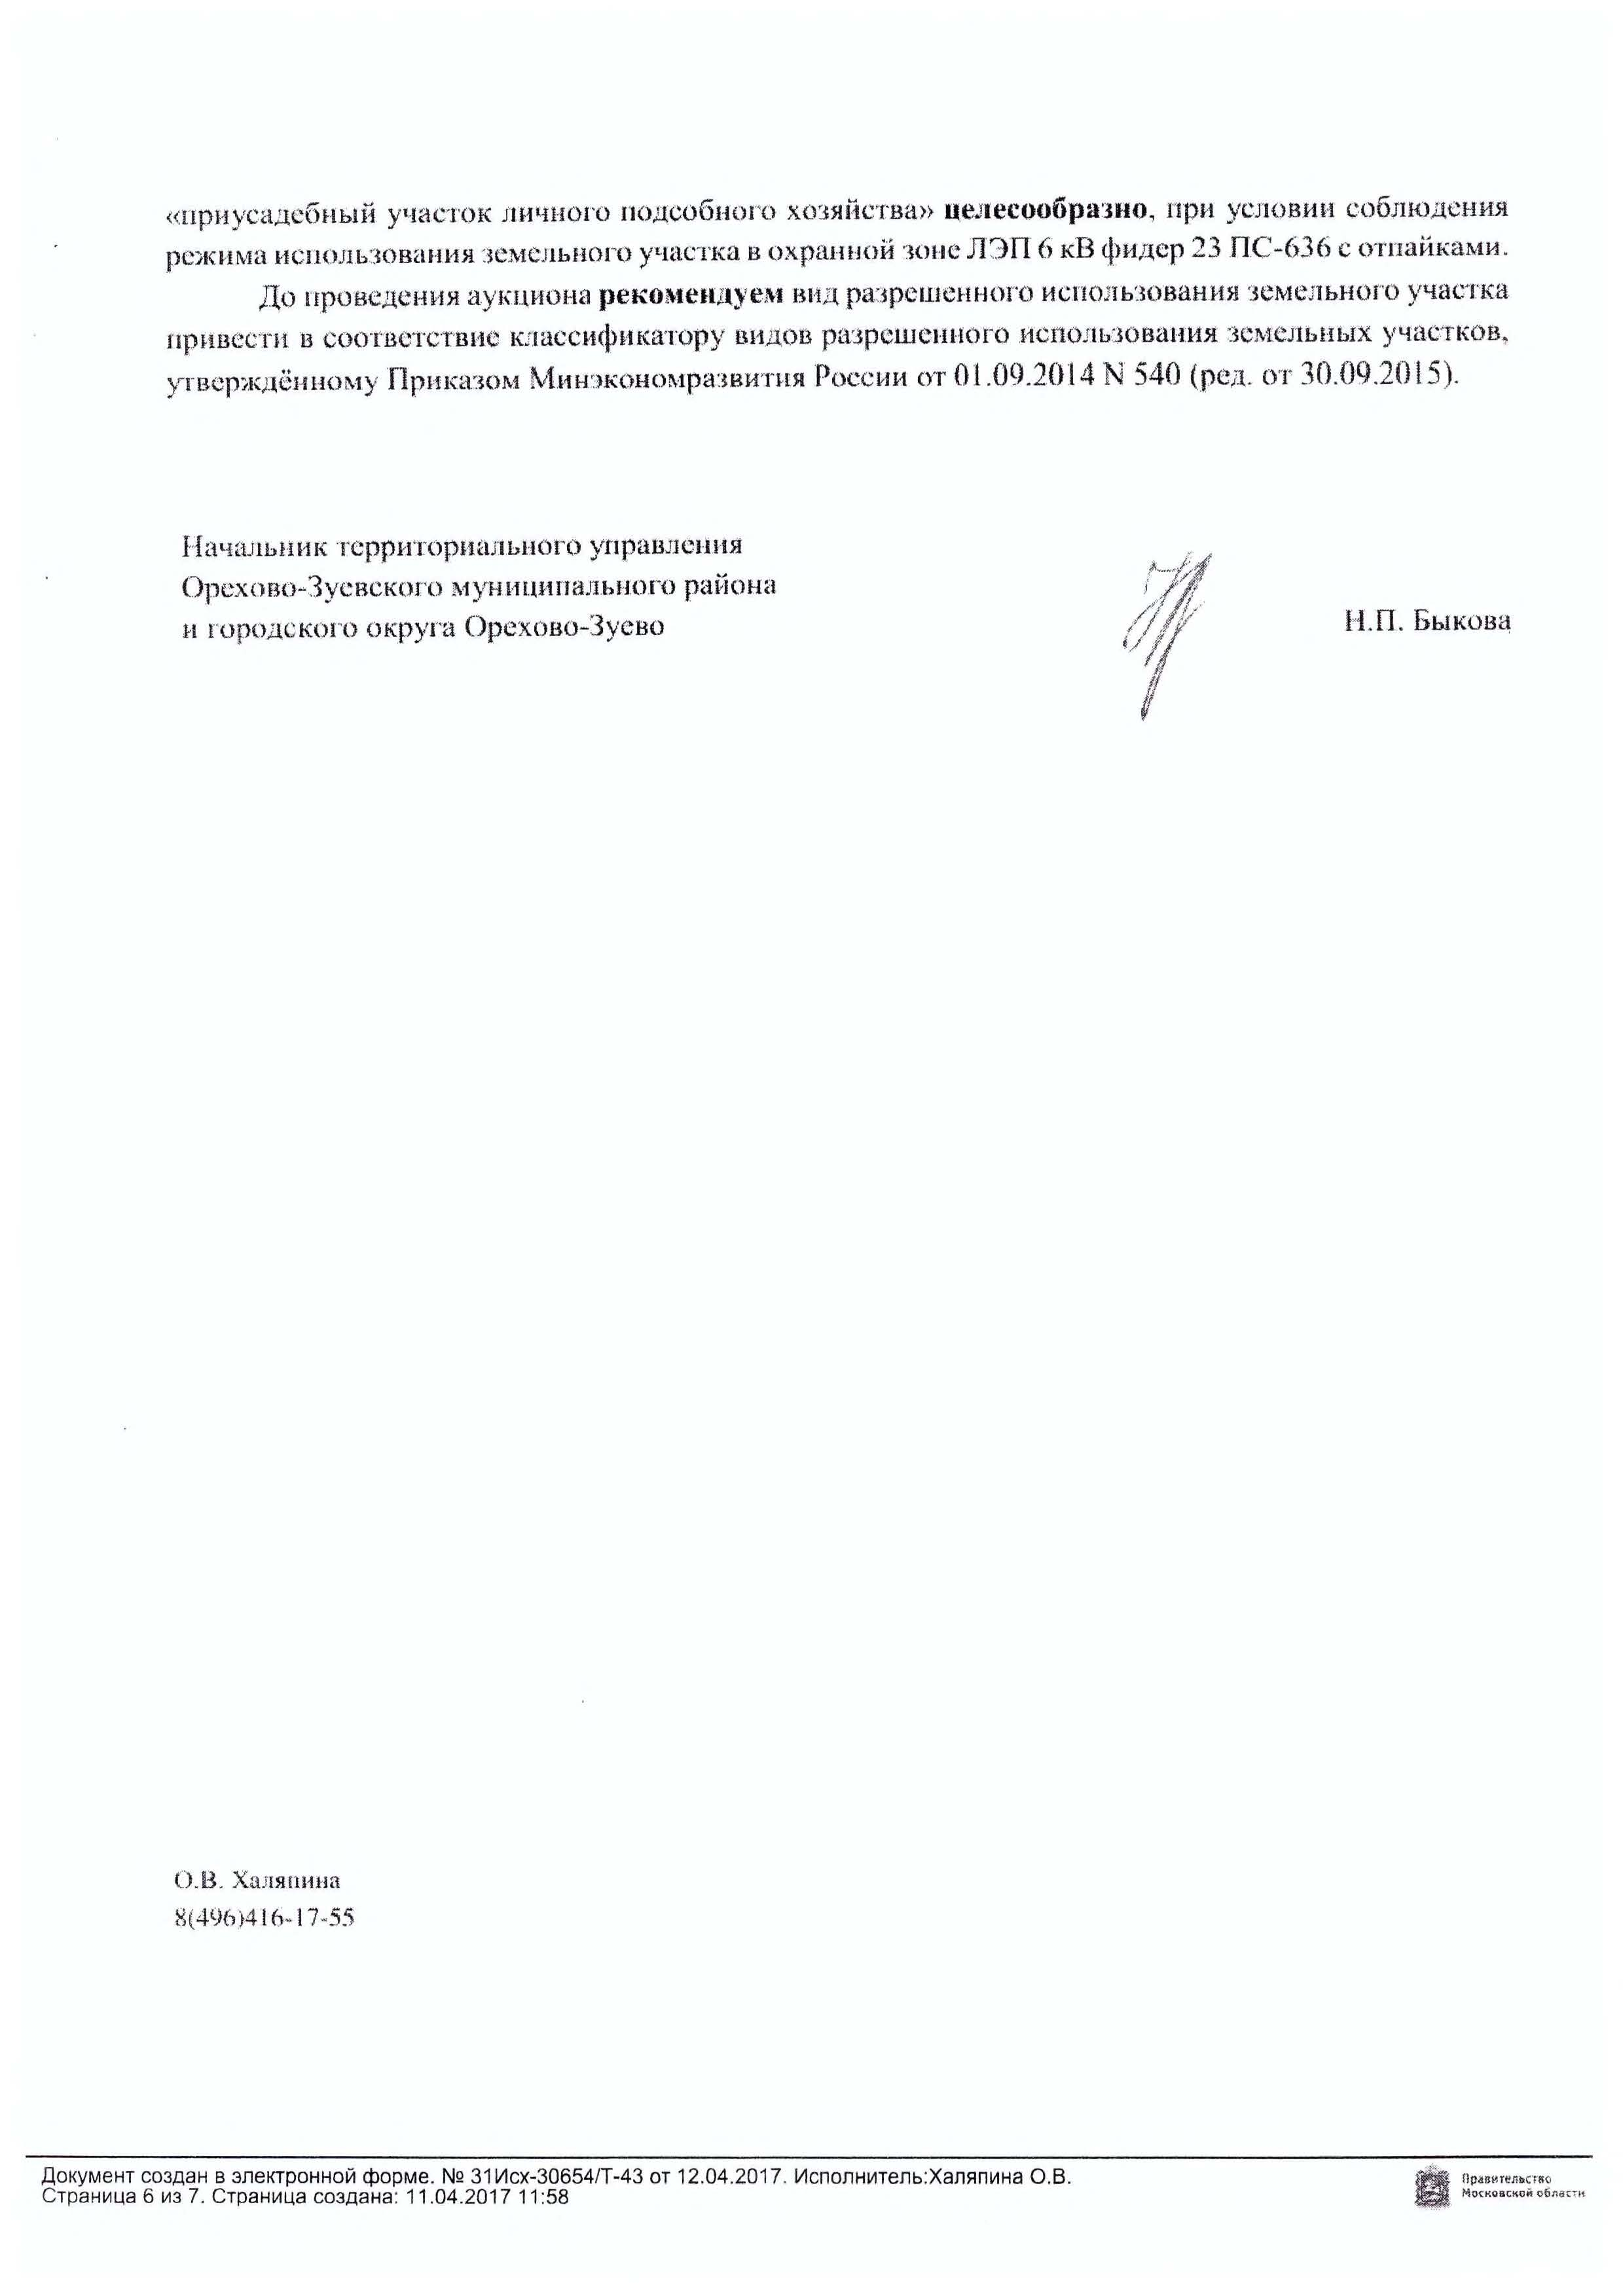 «приусадебный участок личного подсобного хозяйства» целесообразно, при условии соблюдения
режима использования земельного участка в охранной зоне ЛЭП 6 кВ фидер 23 ПС-636 с отпайками.
До проведения аукциона рекомендуем вид разрешенного использования земельного участка
привести в соответствие классификатору видов разрешенного использования земельных участков,
утверждённому Приказом Минэкономразвития России от 01.09.2014 N 540 (ред. от 30.09.2015).
Начальник территориального управления
Орехово-Зуевского муниципального района
и городского округа Орехово-Зуево
Н.П. Быкова
О.В. Халяпина
8(496)416-17-55
Документ создан в электронной форме. № 31Исх-30654/Т-43 от 12.04.2017. Исполнитель:Халяпина О.В.
Страница 6 из 7. Страница создана: 11.04.2017 11:58
Правительство
Московской области